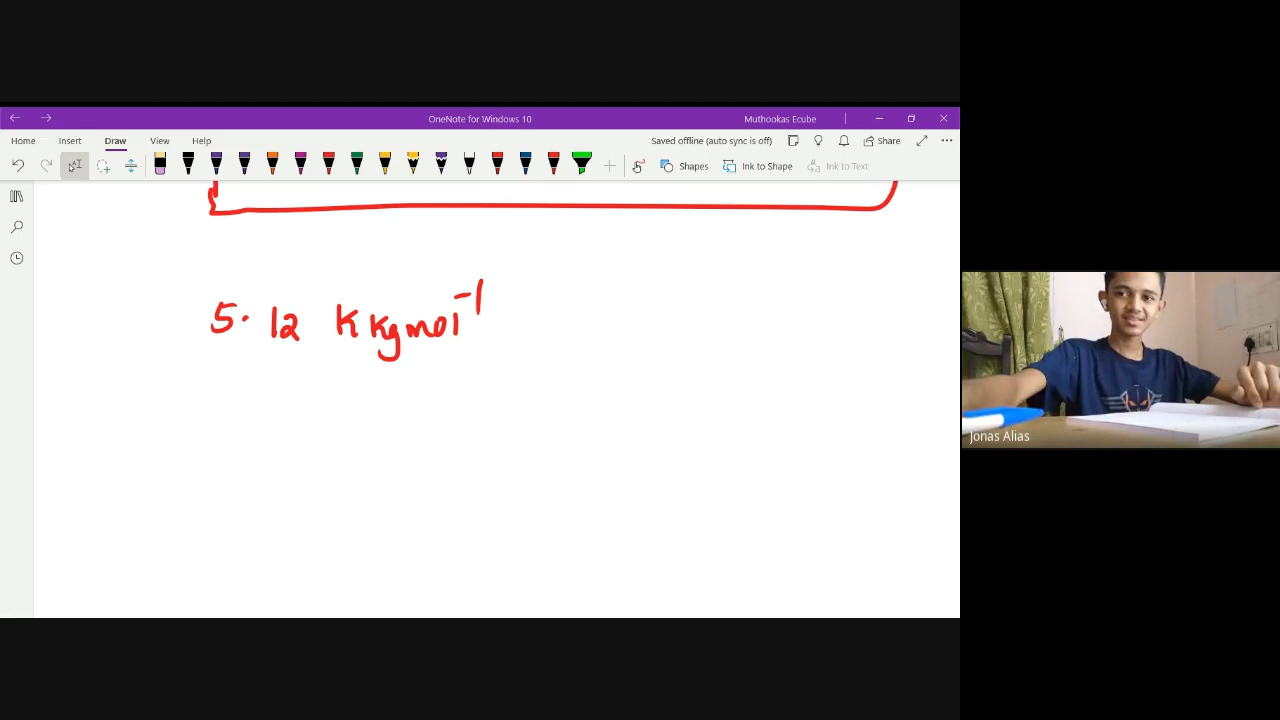 OneNote for Windows 10
Muthookas Ecube
Home Insert Draw View Help
Saved offline (auto sync is off)
Share
Shapes
Ink to Shape
Ink to Text
5.12 K kg mol⁻¹
Jonas Alias